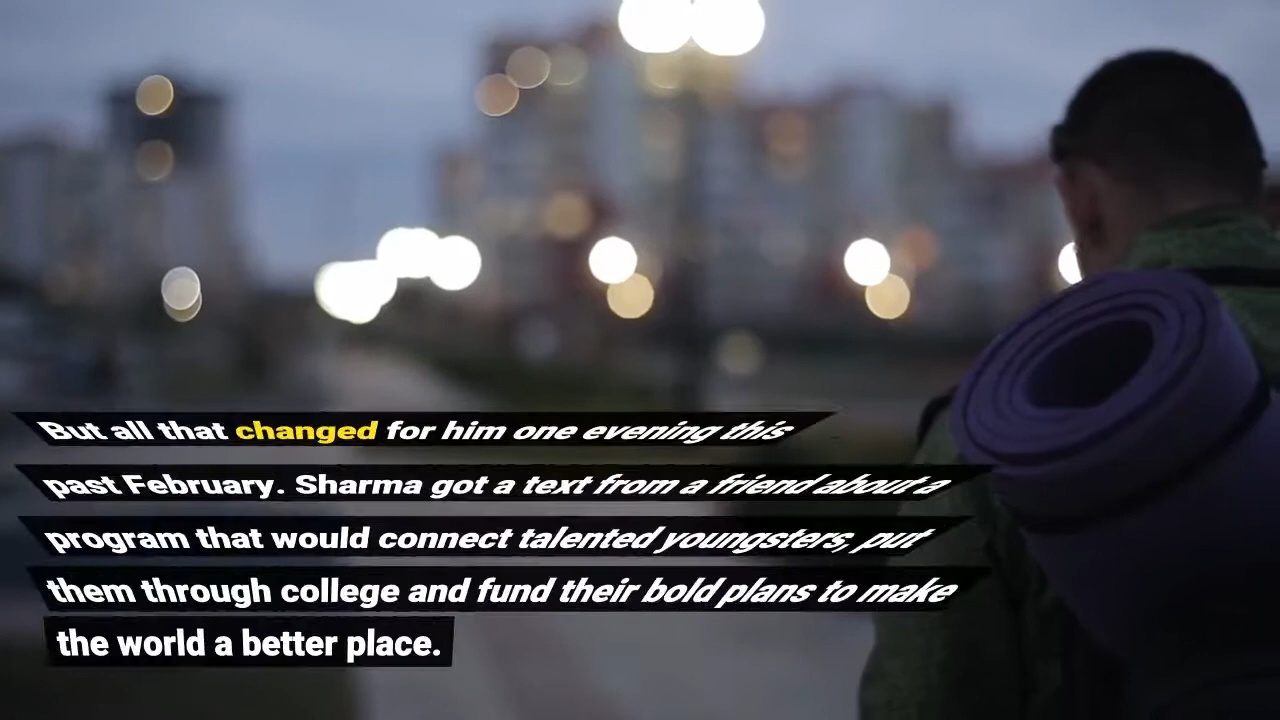 But all that changed for him one evening this
past February. Sharma got a text from a friend about a
program that would connect talented youngsters, put
them through college and fund their bold plans to make
the world a better place.